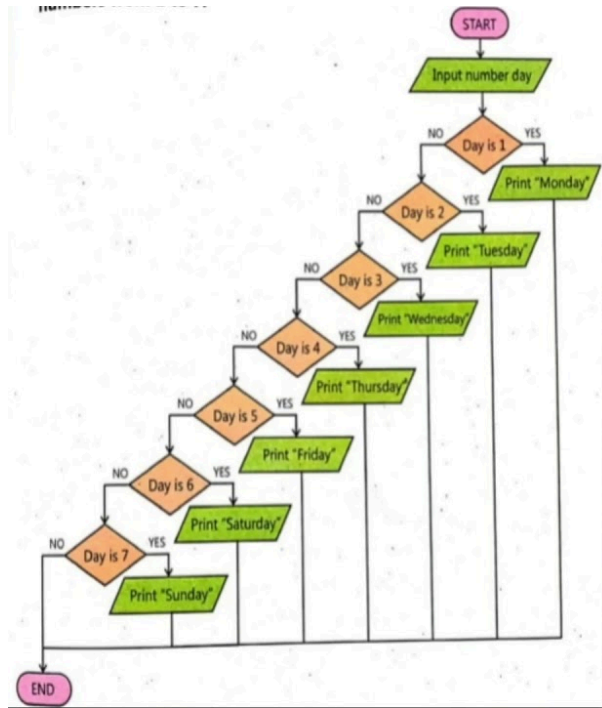 START
Input number day
NO
YES
Day is 1
Print "Monday"
NO
YES
Day is 2
Print "Tuesday"
NO
YES
Day is 3
Print "Wednesday"
NO
YES
Day is 4
Print "Thursday"
NO
YES
Day is 5
Print "Friday"
NO
YES
Day is 6
Print "Saturday"
NO
YES
Day is 7
Print "Sunday"
END